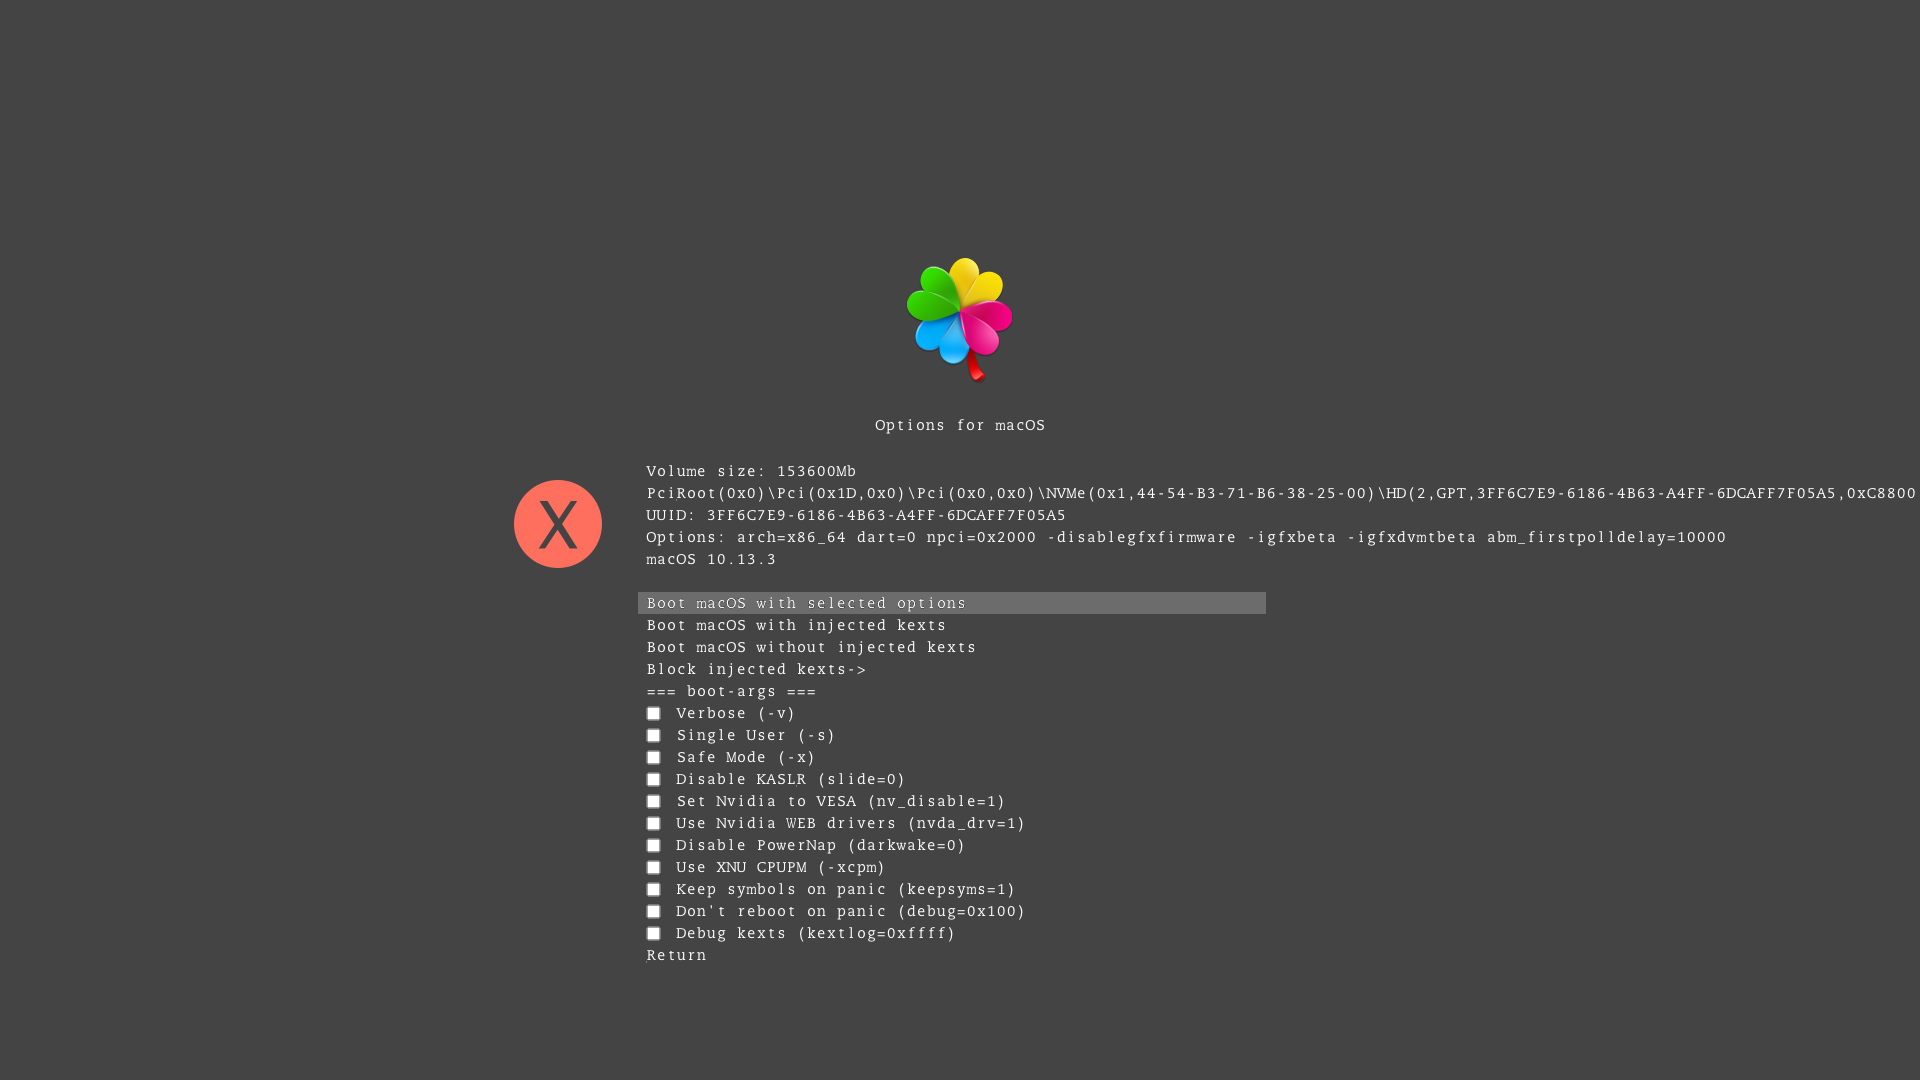 Options for macOS
Volume size: 153600Mb
PciRoot(0x0)\Pci(0x1D,0x0)\Pci(0x0,0x0)\NVMe(0x1,44-54-B3-71-B6-38-25-00)\HD(2,GPT,3FF6C7E9-6186-4B63-A4FF-6DCAFF7F05A5,0xC8800
UUID: 3FF6C7E9-6186-4B63-A4FF-6DCAFF7F05A5
Options: arch=x86_64 dart=0 npci=0x2000 -disablegfxfirmware -igfxbeta -igfxdvmtbeta abm_firstpolldelay=10000
macOS 10.13.3
X
Boot macOS with selected options
Boot macOS with injected kexts
Boot macOS without injected kexts
Block injected kexts->
=== boot-args ===
Verbose (-v)
Single User (-s)
Safe Mode (-x)
Disable KASLR (slide=0)
Set Nvidia to VESA (nv_disable=1)
Use Nvidia WEB drivers (nvda_drv=1)
Disable PowerNap (darkwake=0)
Use XNU CPUPM (-xcpm)
Keep symbols on panic (keepsyms=1)
Don't reboot on panic (debug=0x100)
Debug kexts (kextlog=0xffff)
Return